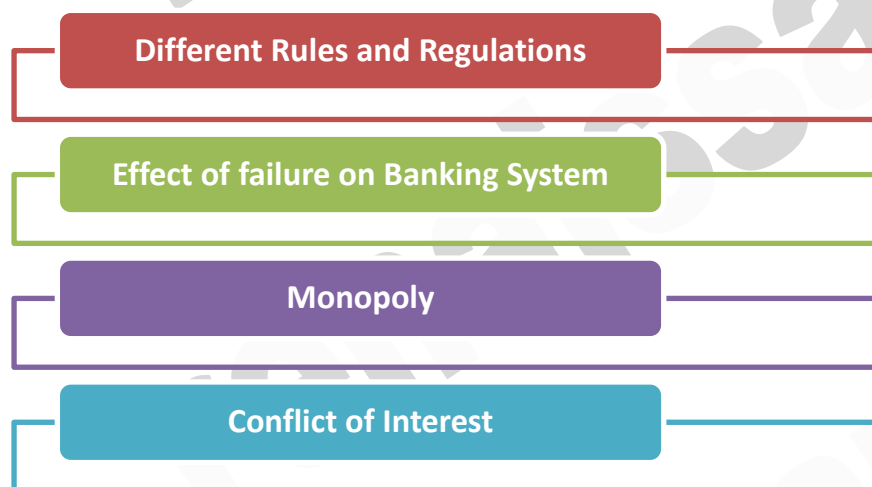 Different Rules and Regulations
Effect of failure on Banking System
Monopoly
Conflict of Interest